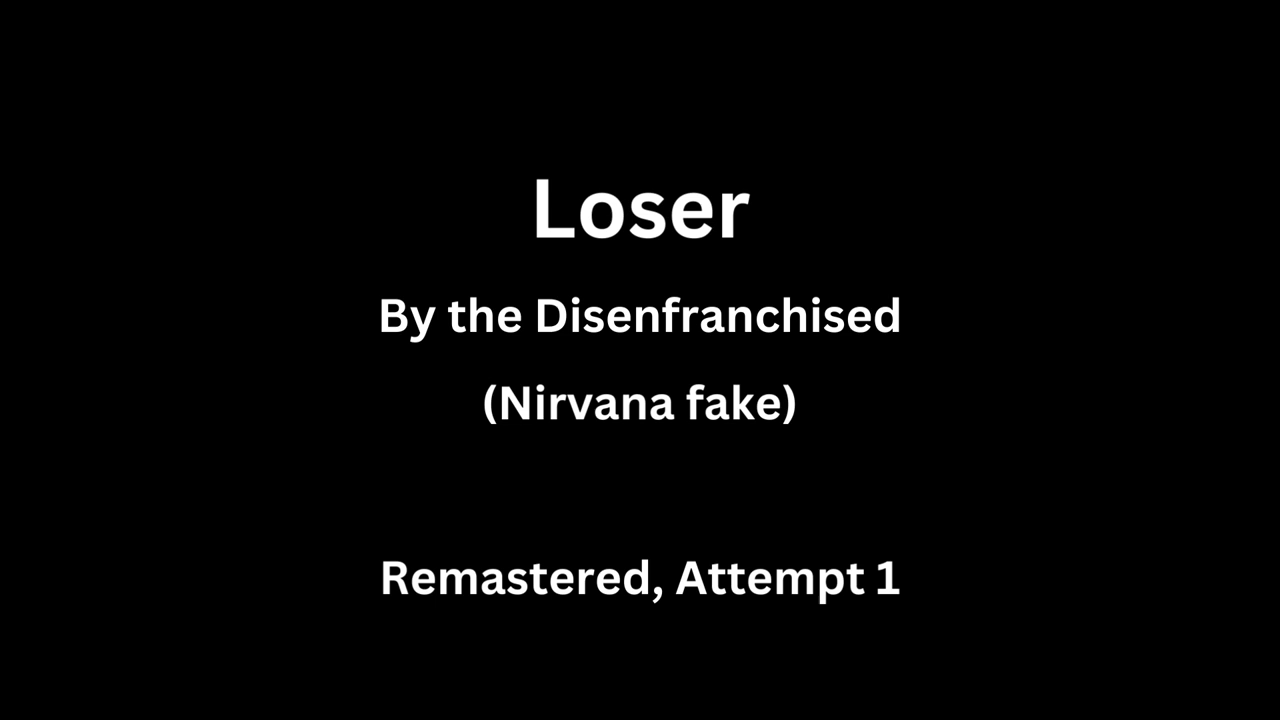 Loser
By the Disenfranchised
(Nirvana fake)
Remastered, Attempt 1